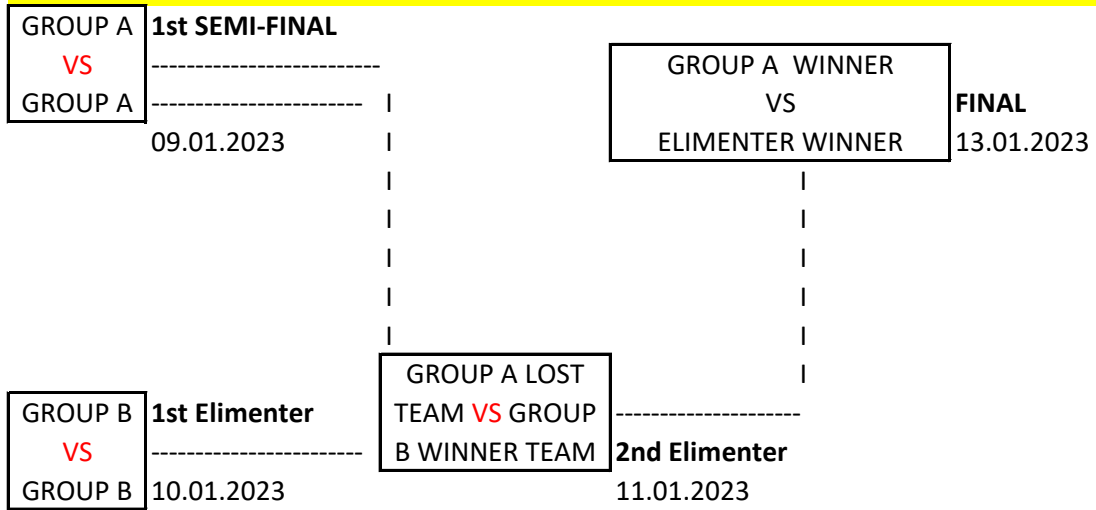 GROUP A 1st SEMI-FINAL
VS --------------------------
GROUP A ------------------------ I
09.01.2023 I
GROUP A WINNER
VS
ELIMENTER WINNER
FINAL
13.01.2023
I I
I I
I I
I I
I I
GROUP A LOST I
TEAM VS GROUP ---------------------
B WINNER TEAM
2nd Elimenter
11.01.2023
GROUP B 1st Elimenter
VS ------------------------
GROUP B 10.01.2023